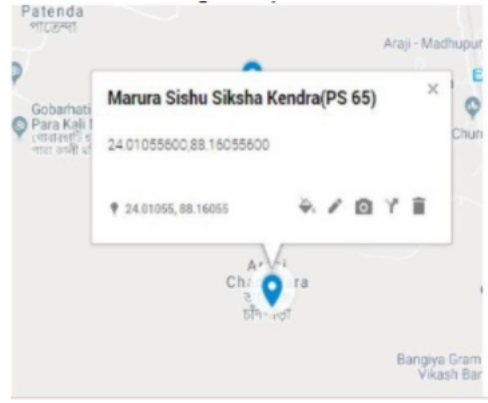 Patenda
পাতেন্দা
Araji - Madhupur
Marura Sishu Siksha Kendra(PS 65)
Gobarhati
Para Kali
24.01055600,88.16055600
Chur
24.01055, 88.16055
Bangiya Gram
Vikash Bar